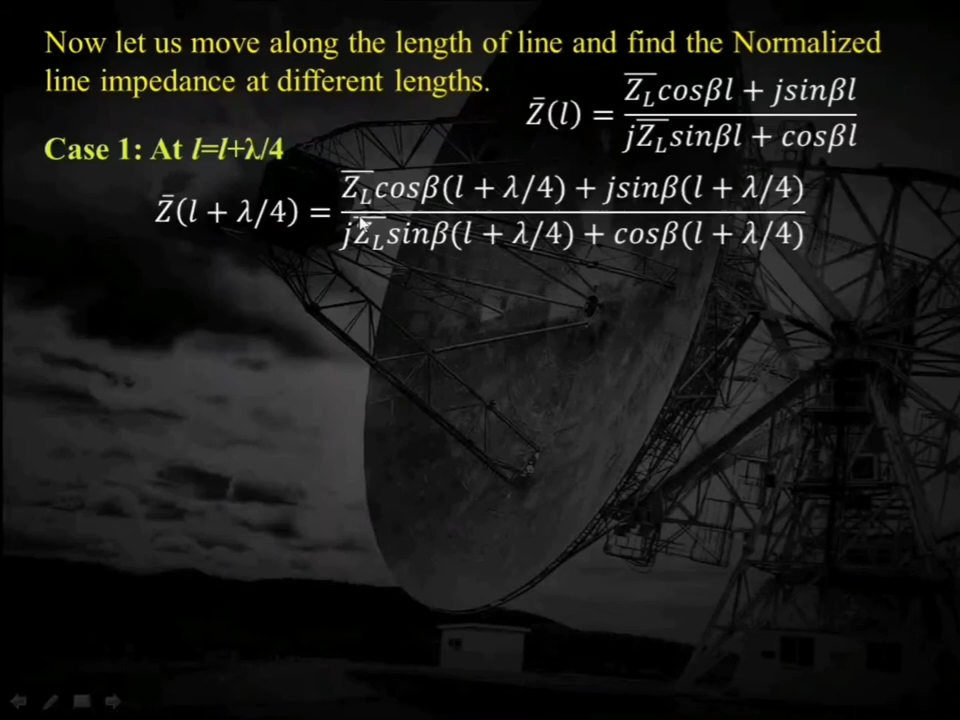 Now let us move along the length of line and find the Normalized
line impedance at different lengths.
Z̄(l) = (Z̄_L cosβl + jsinβl) / (jZ̄_L sinβl + cosβl)
Case 1: At l=l+λ/4
Z̄(l + λ/4) = (Z̄_L cosβ(l + λ/4) + jsinβ(l + λ/4)) / (jZ̄_L sinβ(l + λ/4) + cosβ(l + λ/4))